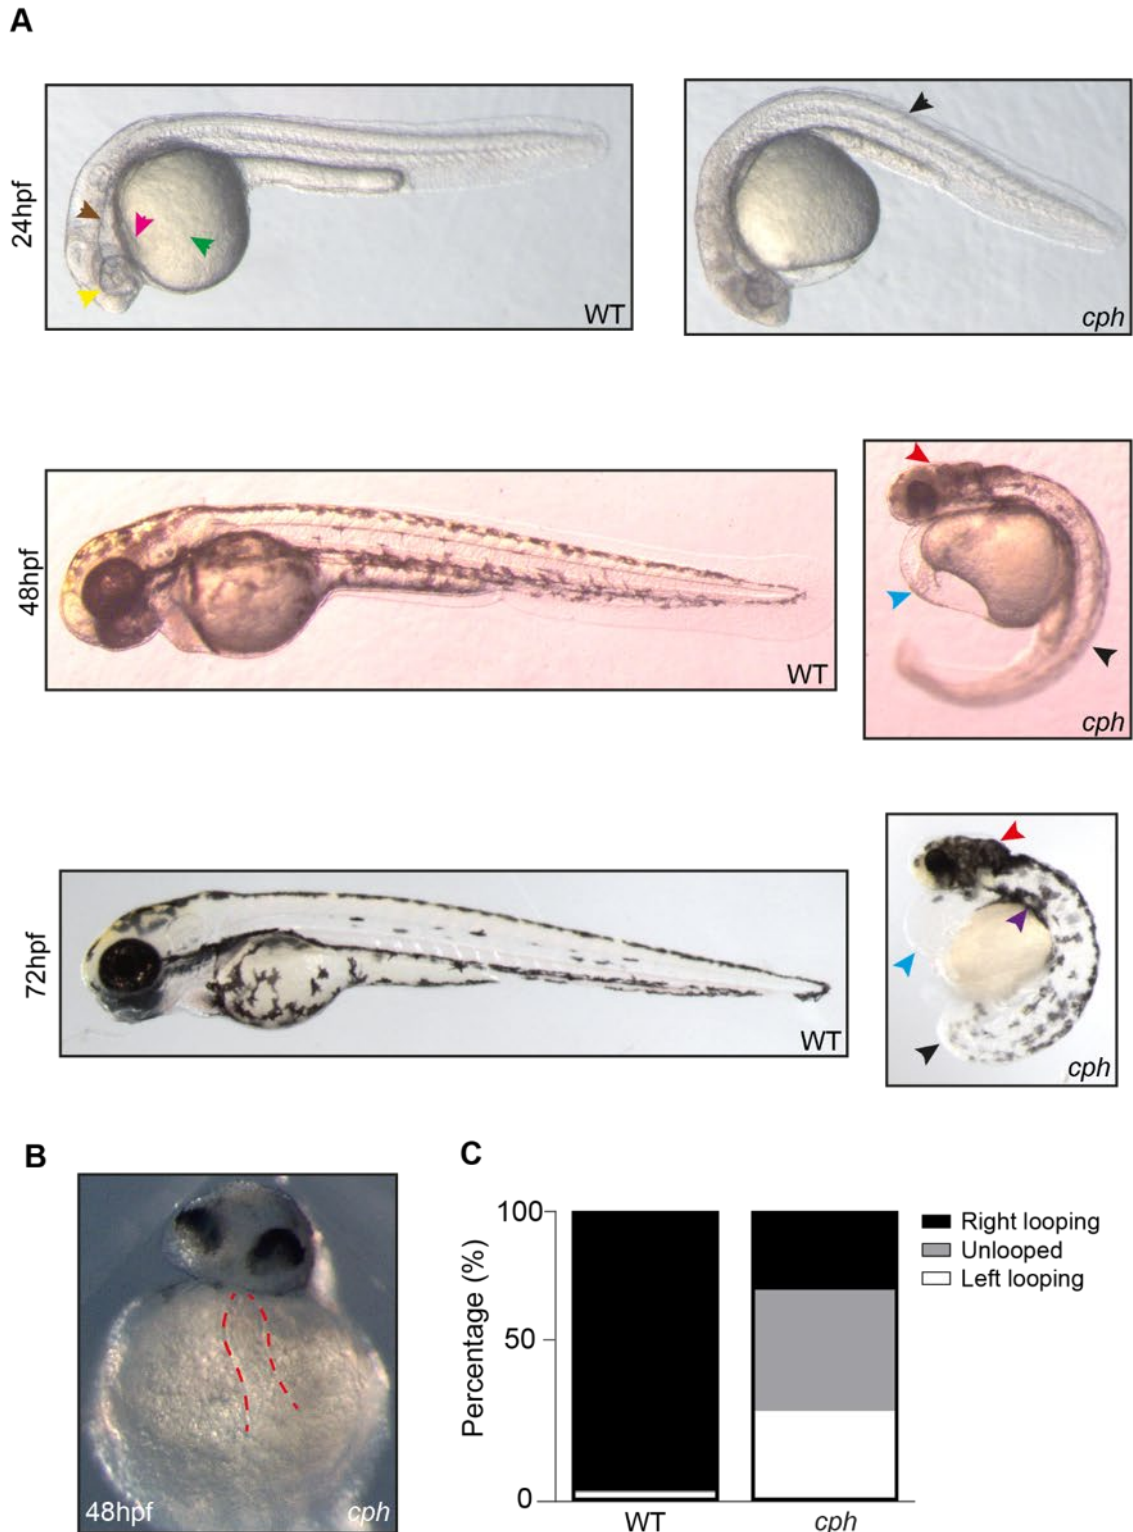 A
24hpf
WT
cph
48hpf
WT
cph
72hpf
WT
cph
B
48hpf
cph
C
Percentage (%)
100
50
0
WT
cph
Right looping
Unlooped
Left looping